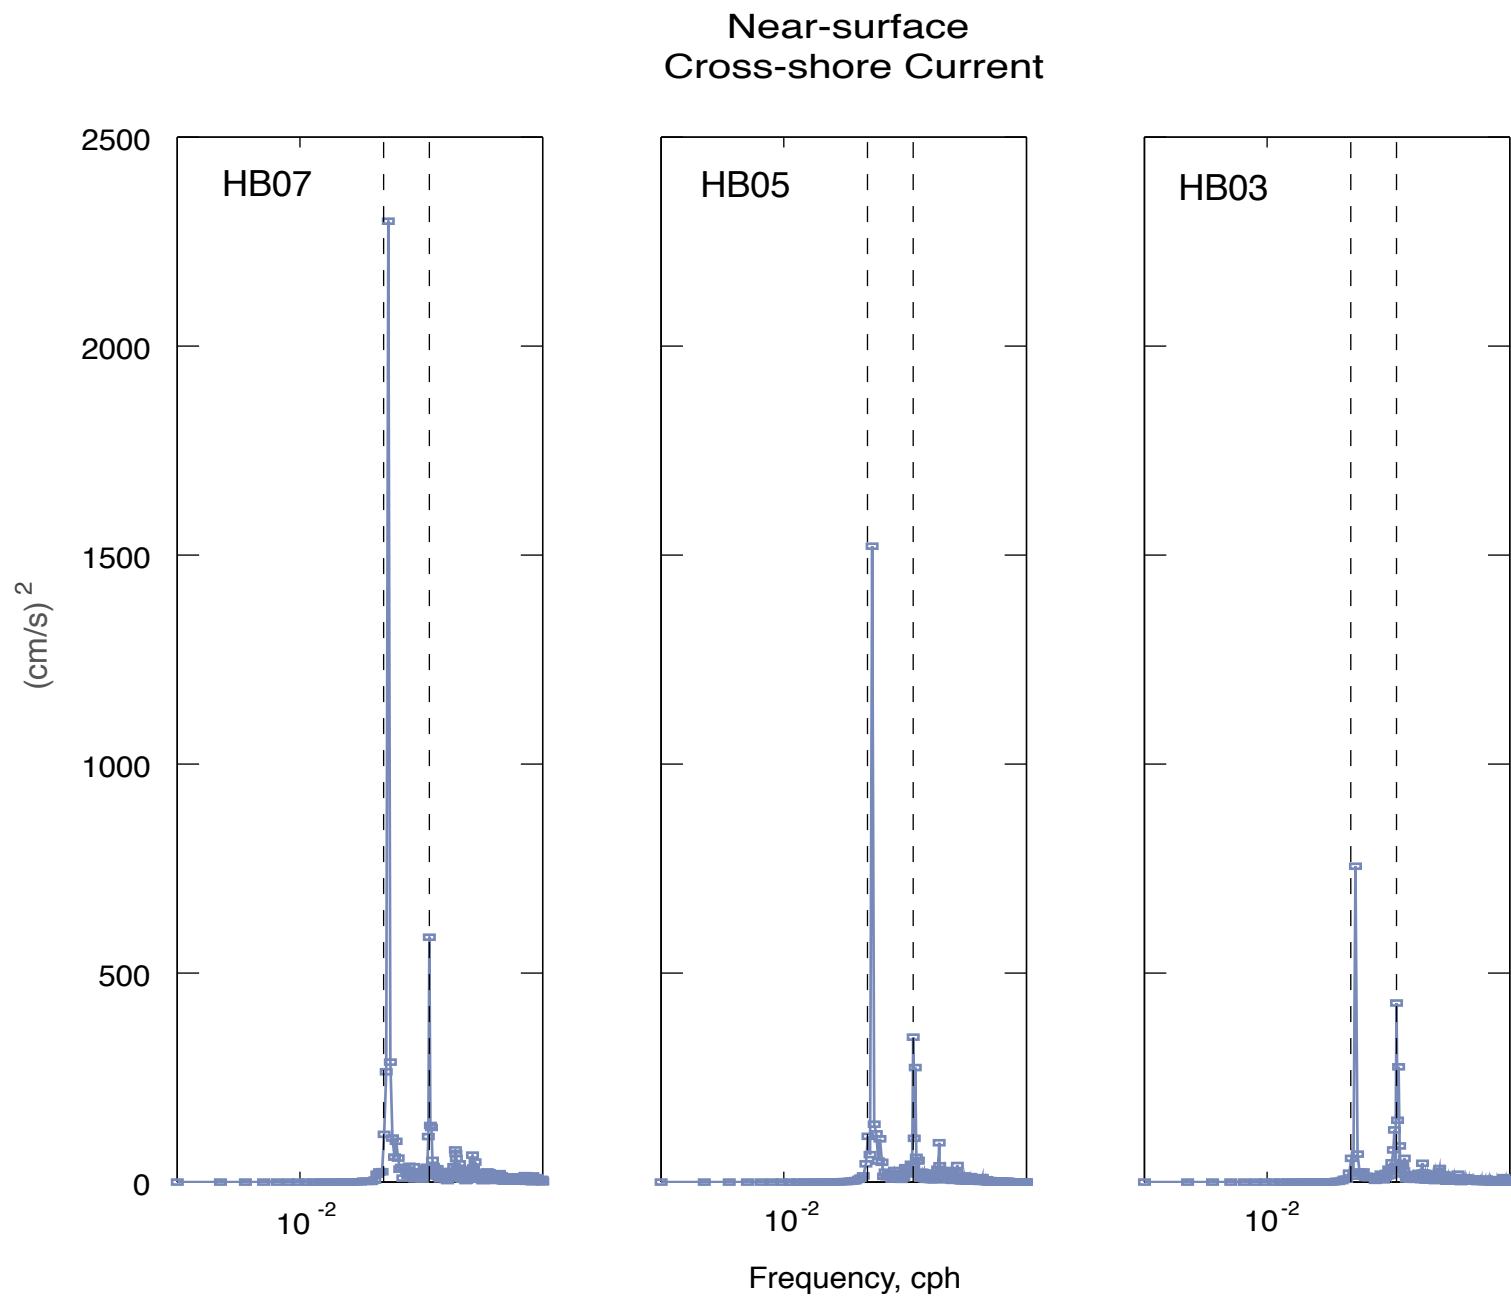 Near-surface
Cross-shore Current
HB07
HB05
HB03
2500
2000
1500
1000
500
0
(cm/s) 2
10 -2
10 -2
10 -2
Frequency, cph